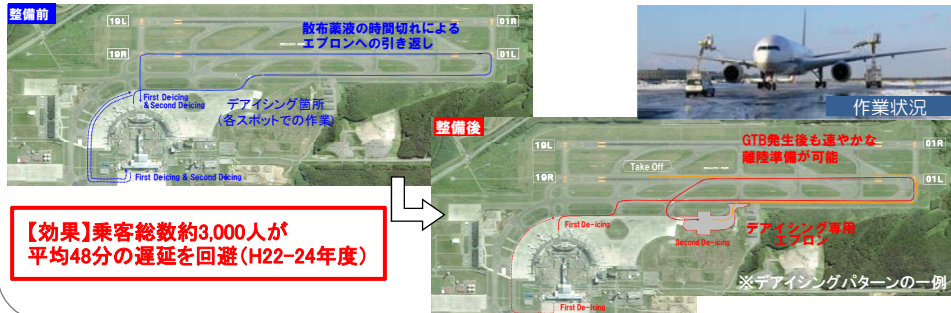 整備前
19L
01R
散布薬液の時間切れによる
エプロンへの引き返し
19R
01L
First Deicing
& Second Deicing
デアイシング箇所
(各スポットでの作業)
First Deicing & Second Deicing
作業状況
整備後
19L
GTB発生後も速やかな
離陸準備が可能
01R
Take Off
19R
01L
First De-icing
Second De-icing
デアイシング専用
エプロン
First De-icing
※デアイシングパターンの一例
【効果】乗客総数約3,000人が
平均48分の遅延を回避(H22-24年度)